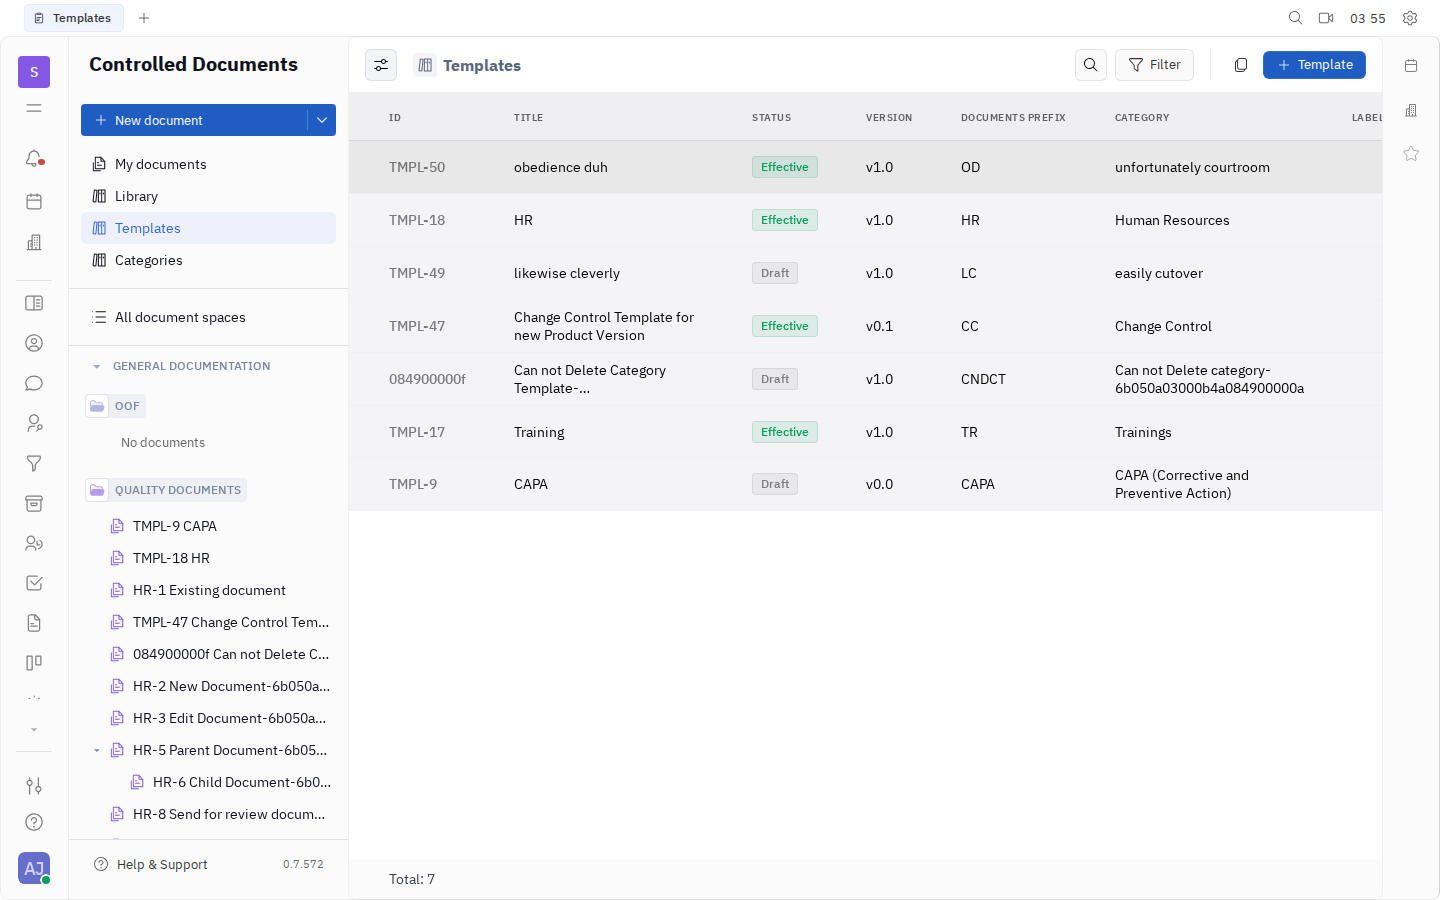 Templates
03 55
S
Controlled Documents
New document
My documents
Library
Templates
Categories
All document spaces
GENERAL DOCUMENTATION
OOF
No documents
QUALITY DOCUMENTS
TMPL-9 CAPA
TMPL-18 HR
HR-1 Existing document
TMPL-47 Change Control Tem...
084900000f Can not Delete C...
HR-2 New Document-6b050a...
HR-3 Edit Document-6b050a...
HR-5 Parent Document-6b05...
HR-6 Child Document-6b0...
HR-8 Send for review docum...
Help & Support 0.7.572
AJ
Templates
Filter
Template
ID TITLE STATUS VERSION DOCUMENTS PREFIX CATEGORY LABEL
TMPL-50 obedience duh Effective v1.0 OD unfortunately courtroom
TMPL-18 HR Effective v1.0 HR Human Resources
TMPL-49 likewise cleverly Draft v1.0 LC easily cutover
TMPL-47 Change Control Template for new Product Version Effective v0.1 CC Change Control
084900000f Can not Delete Category Template-... Draft v1.0 CNDCT Can not Delete category-6b050a03000b4a084900000a
TMPL-17 Training Effective v1.0 TR Trainings
TMPL-9 CAPA Draft v0.0 CAPA CAPA (Corrective and Preventive Action)
Total: 7